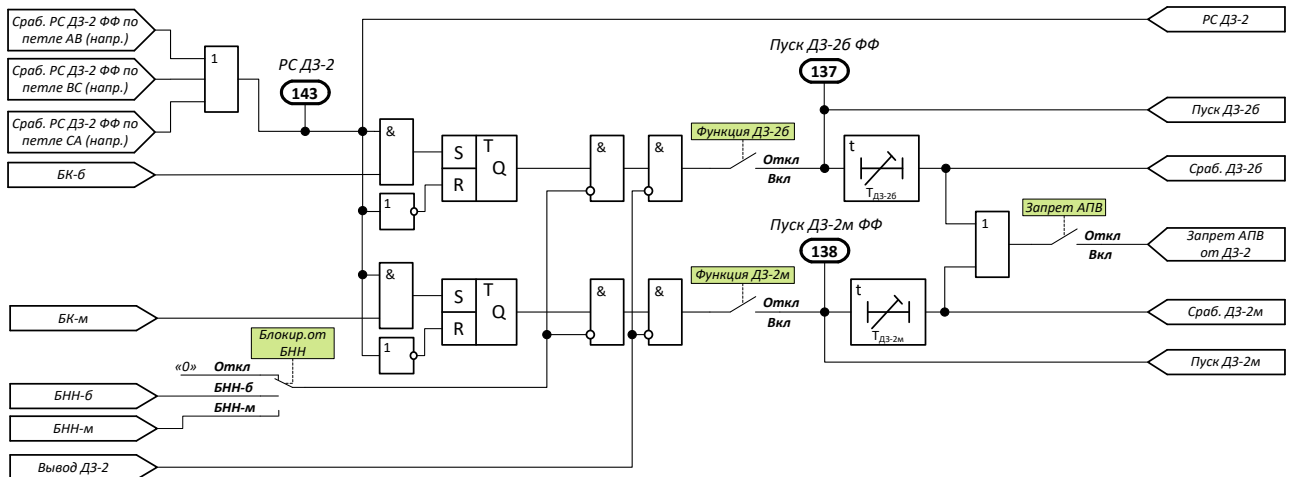 Сраб. РС ДЗ-2 ФФ по
петле АВ (напр.)
РС ДЗ-2
1
Пуск ДЗ-2б ФФ
137
РС ДЗ-2
143
Сраб. РС ДЗ-2 ФФ по
петле ВС (напр.)
Пуск ДЗ-2б
Сраб. РС ДЗ-2 ФФ по
петле СА (напр.)
&
S
T
R
Q
&
&
Функция ДЗ-2б
Откл
Вкл
t
TДЗ-2б
Сраб. ДЗ-2б
БК-б
1
Пуск ДЗ-2м ФФ
138
1
Запрет АПВ
Откл
Вкл
Запрет АПВ
от ДЗ-2
&
S
T
R
Q
&
&
Функция ДЗ-2м
Откл
Вкл
t
TДЗ-2м
Сраб. ДЗ-2м
БК-м
1
Блокир.от
БНН
«0»
Откл
Пуск ДЗ-2м
БНН-б
БНН-б
БНН-м
БНН-м
Вывод ДЗ-2